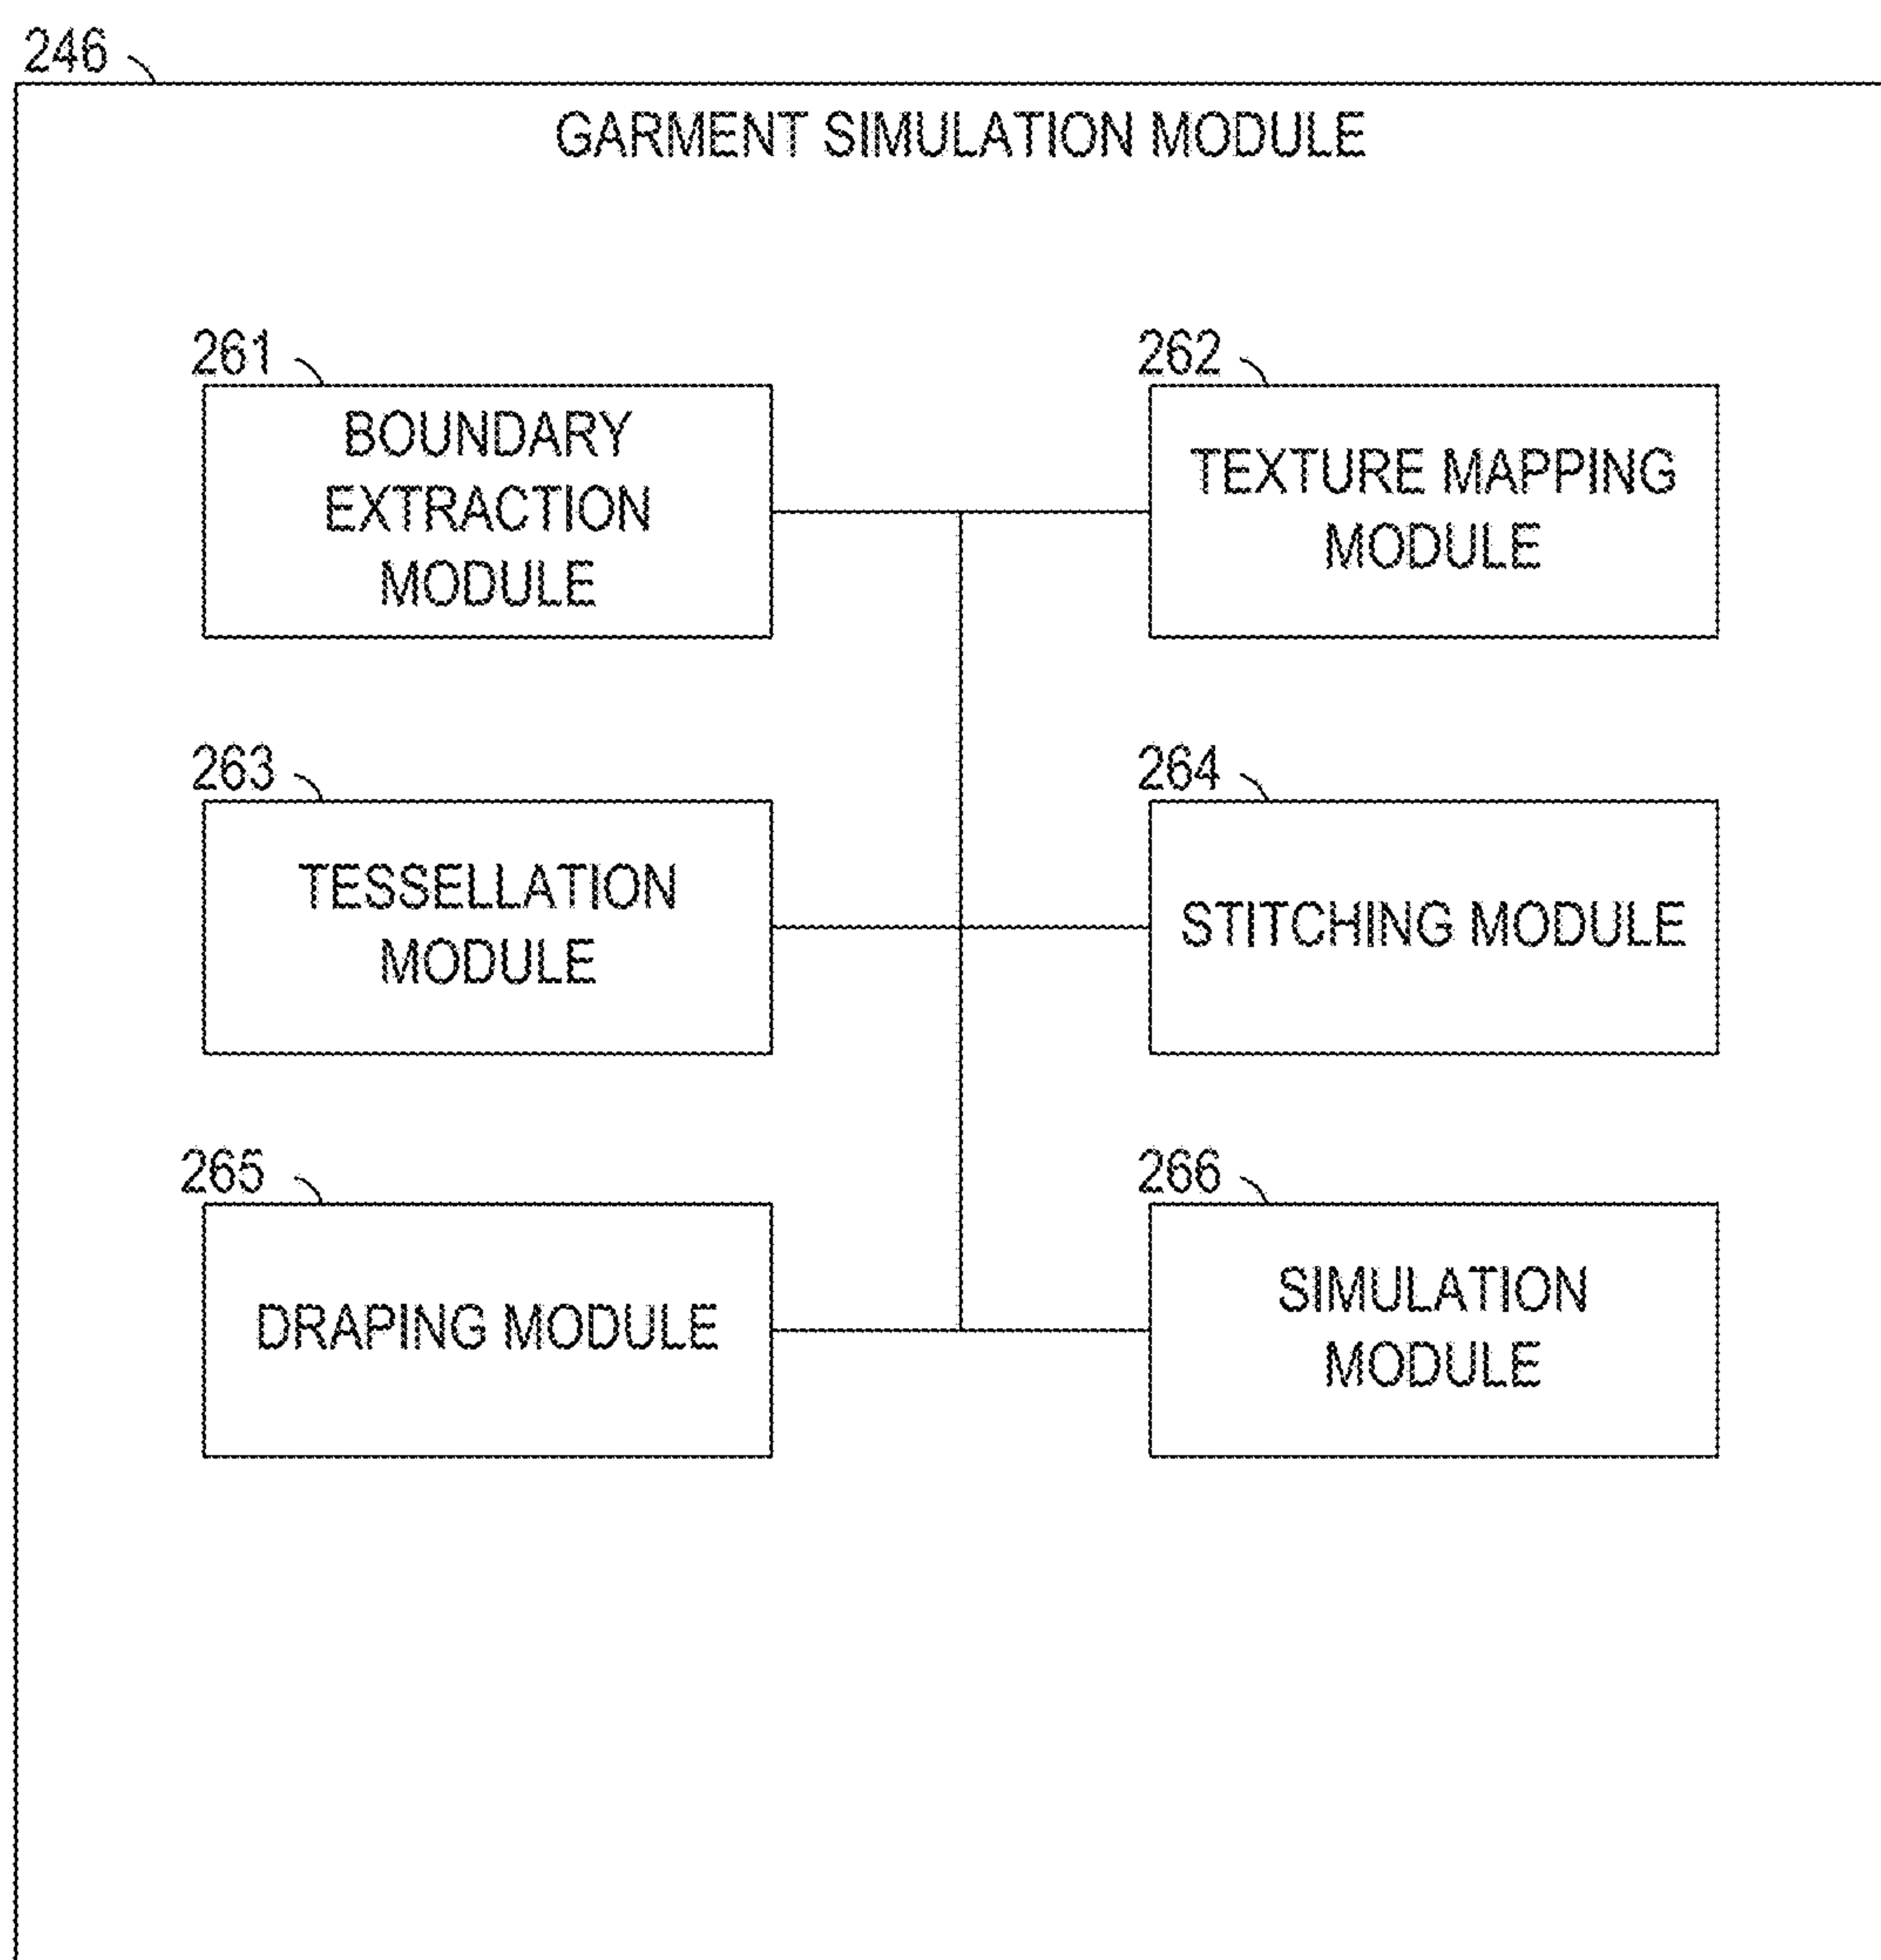 246
GARMENT SIMULATION MODULE
261
BOUNDARY
EXTRACTION
MODULE
262
TEXTURE MAPPING
MODULE
263
TESSELLATION
MODULE
264
STITCHING MODULE
265
DRAPING MODULE
266
SIMULATION
MODULE